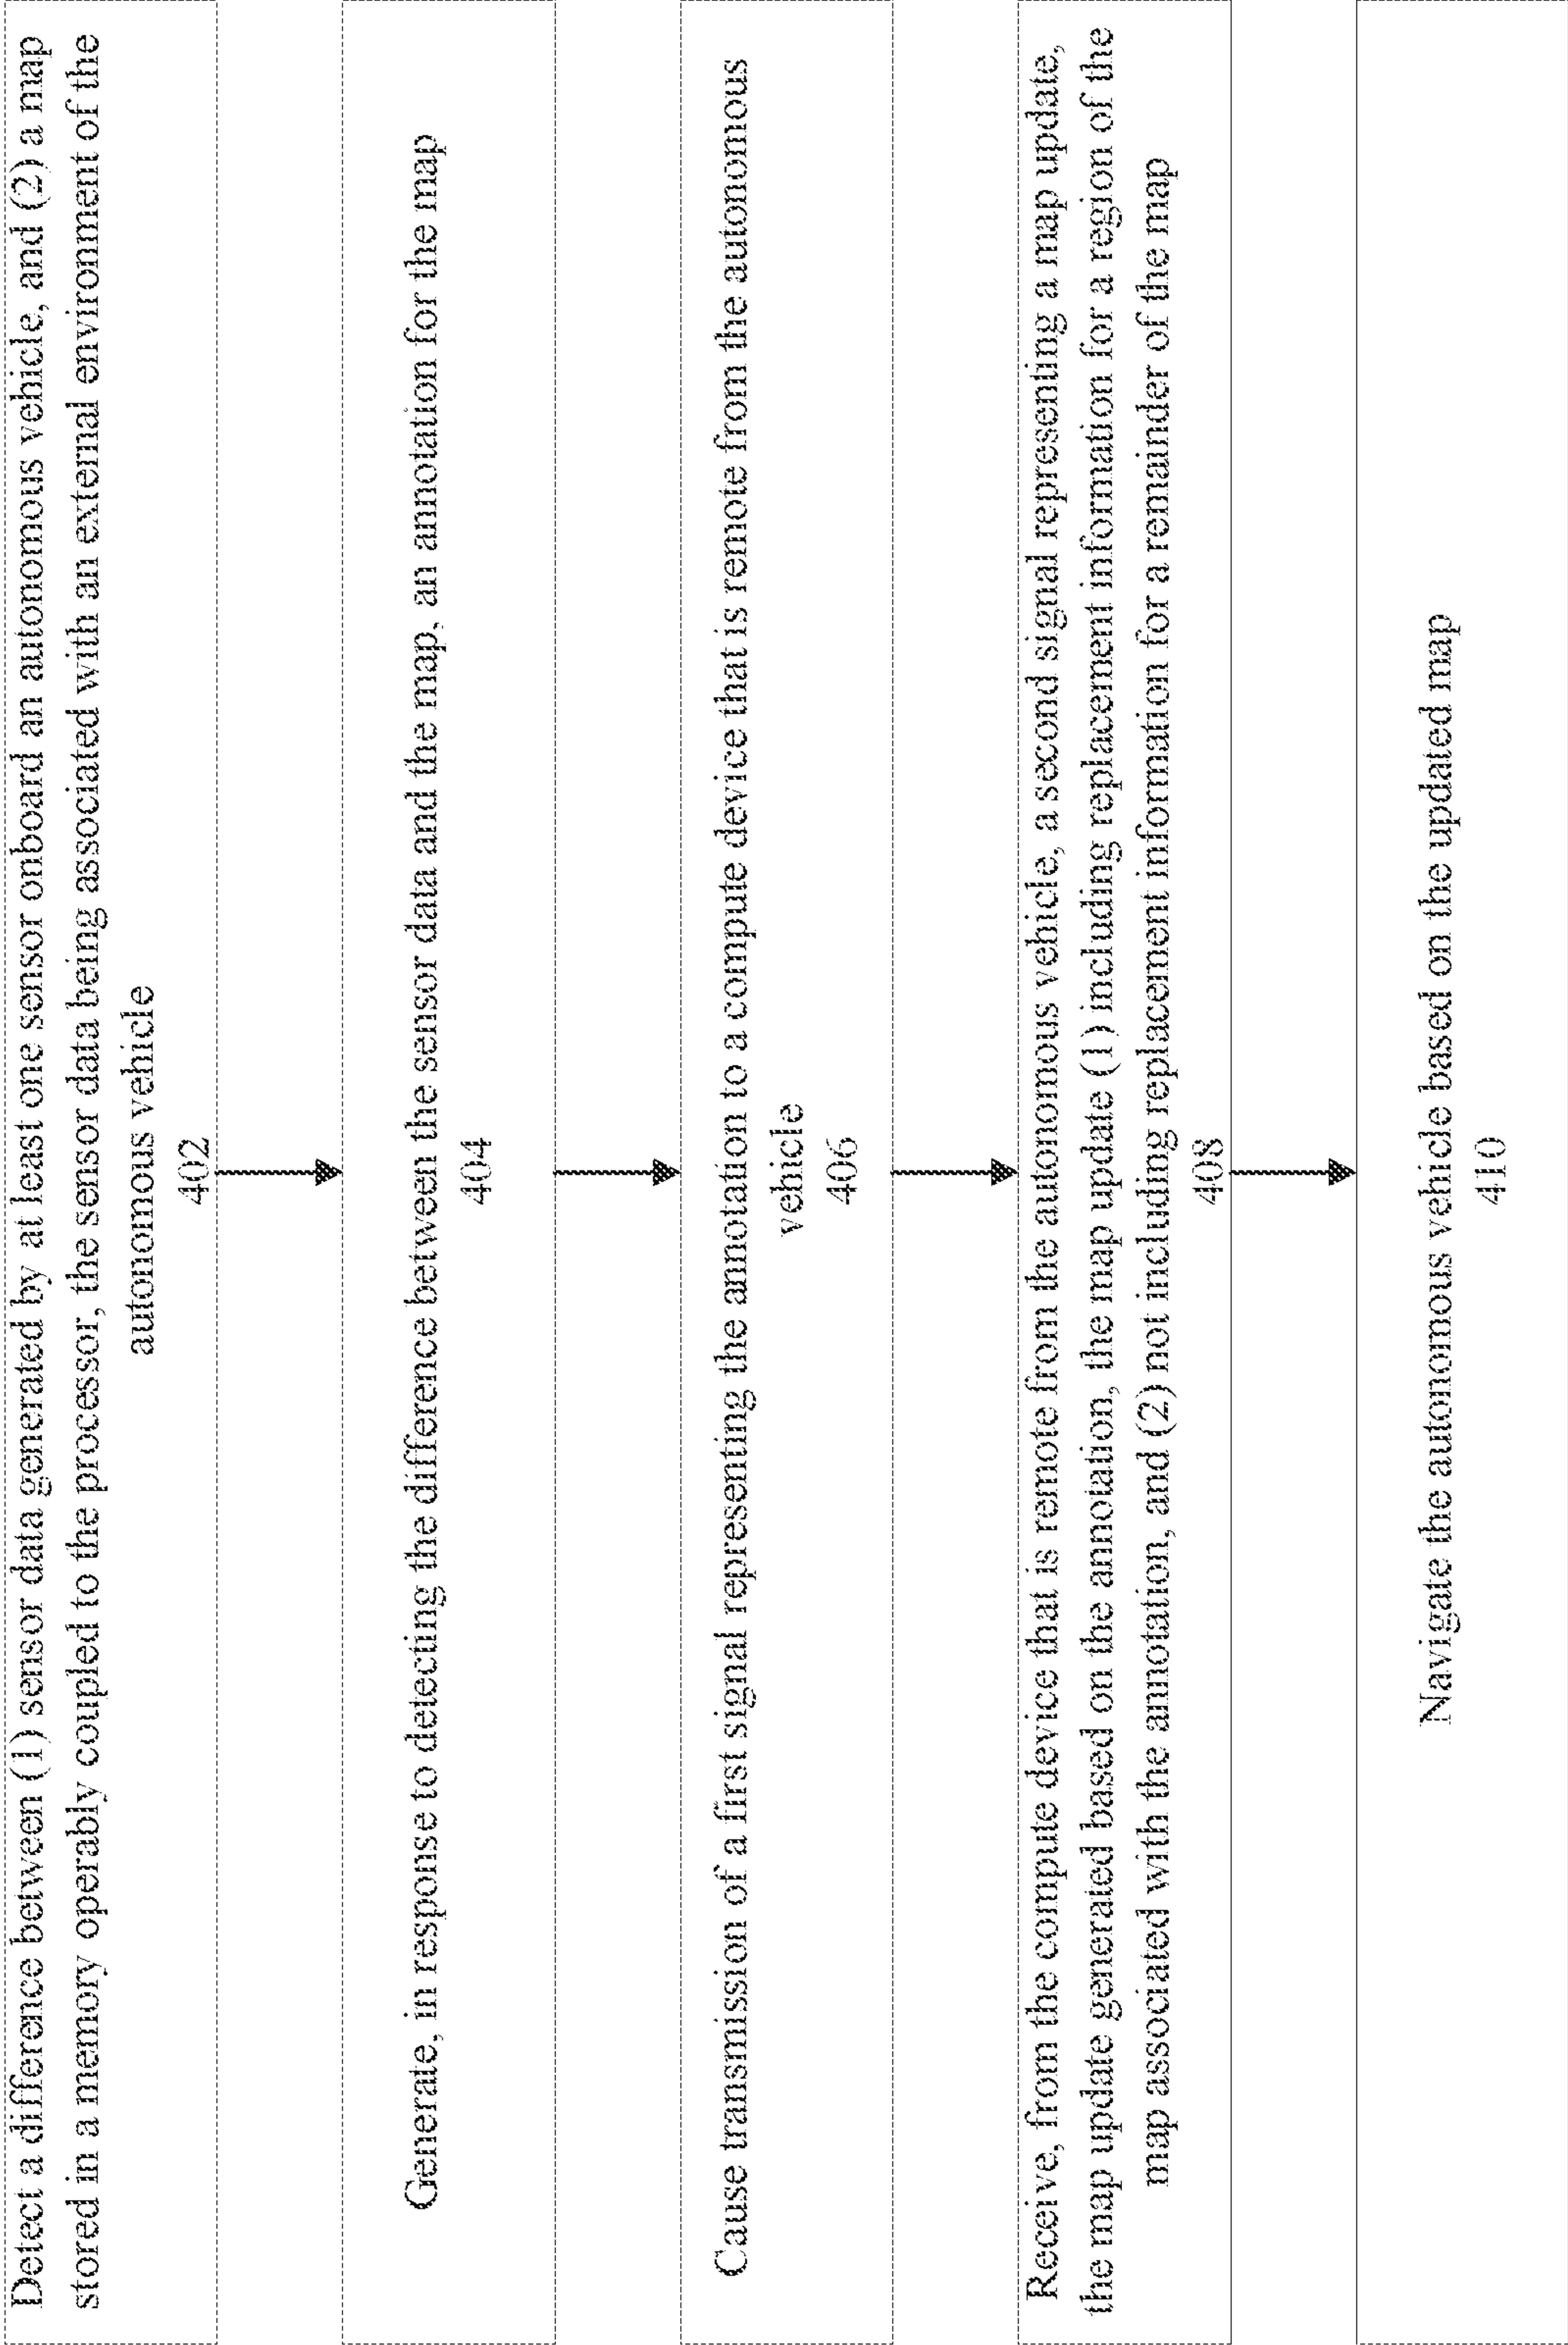 Detect a difference between (1) sensor data generated by at least one sensor onboard an autonomous vehicle, and (2) a map
stored in a memory operably coupled to the processor, the sensor data being associated with an external environment of the
autonomous vehicle
402
Generate, in response to detecting the difference between the sensor data and the map, an annotation for the map
404
Cause transmission of a first signal representing the annotation to a compute device that is remote from the autonomous
vehicle
406
Receive, from the compute device that is remote from the autonomous vehicle, a second signal representing a map update,
the map update generated based on the annotation, the map update (1) including replacement information for a region of the
map associated with the annotation, and (2) not including replacement information for a remainder of the map
408
Navigate the autonomous vehicle based on the updated map
410